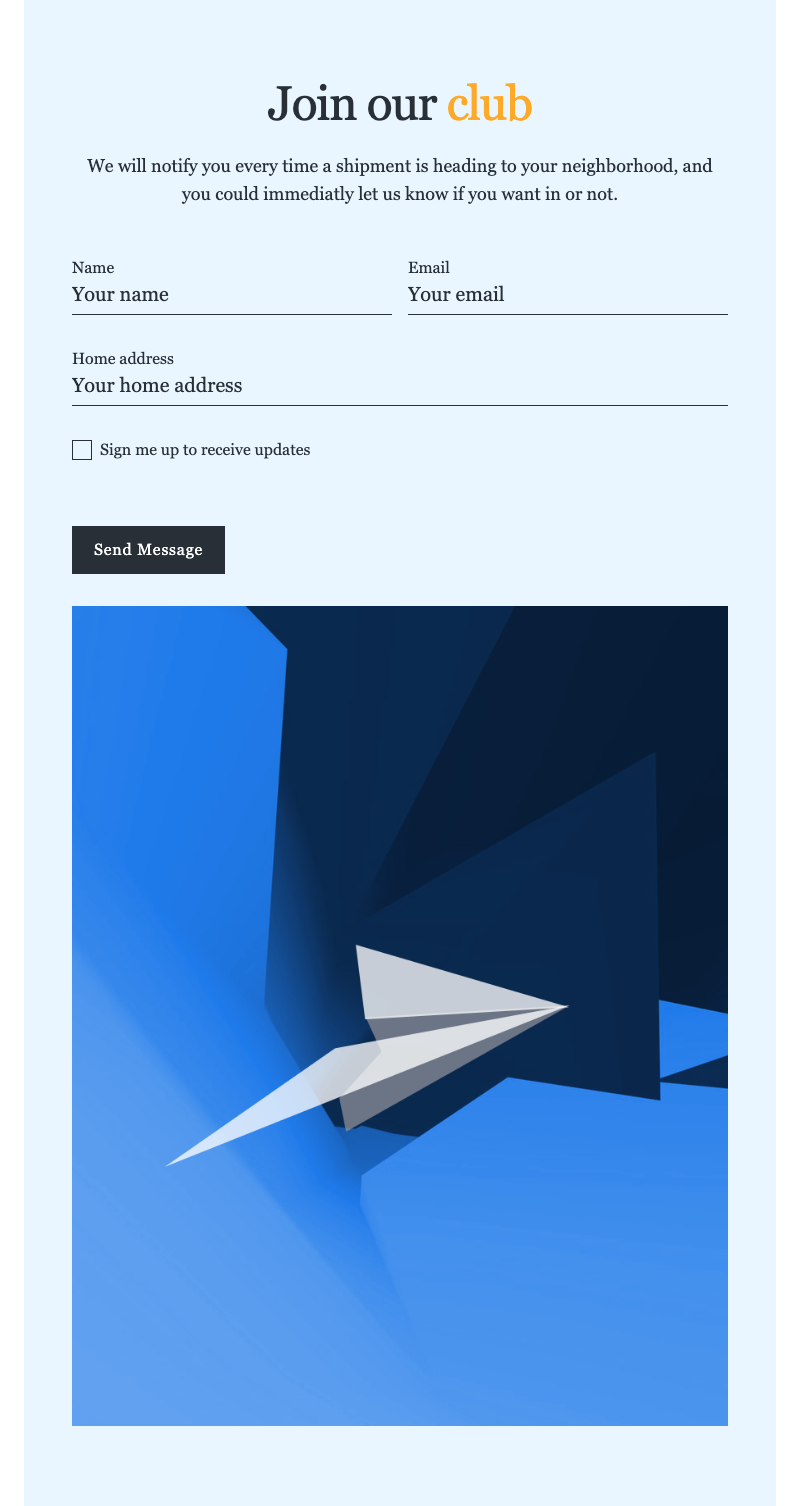 Join our club
We will notify you every time a shipment is heading to your neighborhood, and
you could immediatly let us know if you want in or not.
Name
Email
Your name
Your email
Home address
Your home address
Sign me up to receive updates
Send Message